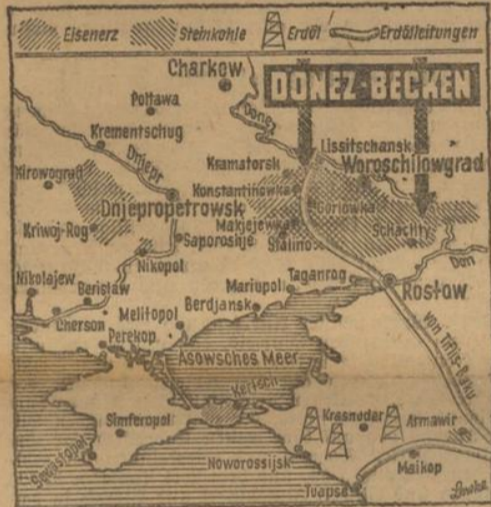 Eisenerz Steinkohle Erdöl Erdölleitungen
Charkow
DONEZ-BECKEN
Poltawa
Donez
Krementschug
Lissitschansk
Dnjepr
Kramatorsk
Woroschilowgrad
Kirowograd
Konstantinowka
Dnjepropetrowsk
Gorlowka
Kriwoj-Rog
Makejewka
Saporoshje
Stalino
Schachty
Nikopol
Don
Nikolajew
Taganrog
Berislaw
Mariupol
Rostow
Melitopol
Berdjansk
Cherson
Perekop
von Tiflis-Baku
Asowsches Meer
Kertsch
Simferopol
Krasnodar
Armawir
Sewastopol
Noworossijsk
Maikop
Tuapse